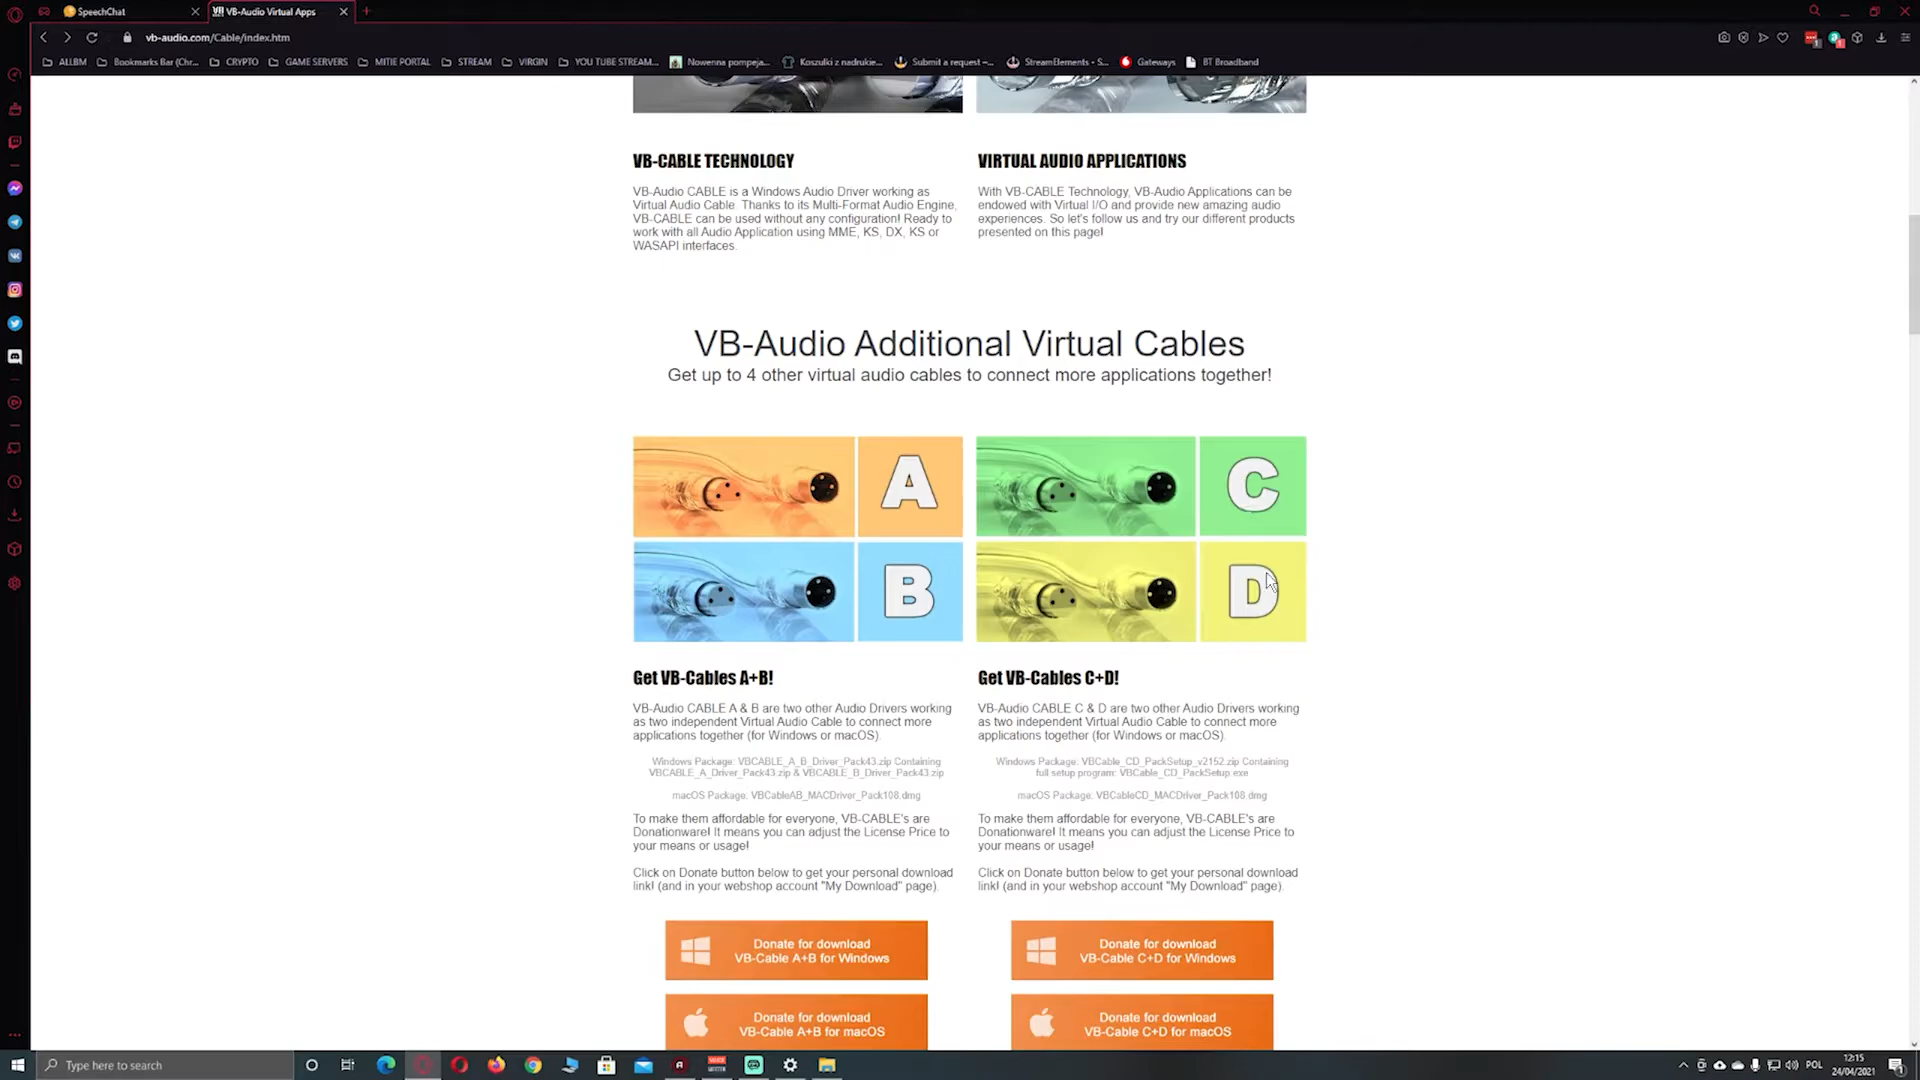 SpeechChat
VB-Audio Virtual Apps
vb-audio.com/Cable/index.htm
ALLBM
Bookmarks Bar (Chr...
CRYPTO
GAME SERVERS
MITIE PORTAL
STREAM
VIRGIN
YOU TUBE STREAM...
Nowenna pompeja...
Koszulki z nadrukie...
Submit a request –...
StreamElements - S...
Gateways
BT Broadband
VB-CABLE TECHNOLOGY
VB-Audio CABLE is a Windows Audio Driver working as
Virtual Audio Cable. Thanks to its Multi-Format Audio Engine,
VB-CABLE can be used without any configuration! Ready to
work with all Audio Application using MME, KS, DX, KS or
WASAPI interfaces.
VIRTUAL AUDIO APPLICATIONS
With VB-CABLE Technology, VB-Audio Applications can be
endowed with Virtual I/O and provide new amazing audio
experiences. So let's follow us and try our different products
presented on this page!
VB-Audio Additional Virtual Cables
Get up to 4 other virtual audio cables to connect more applications together!
A
C
B
D
Get VB-Cables A+B!
VB-Audio CABLE A & B are two other Audio Drivers working
as two independent Virtual Audio Cable to connect more
applications together (for Windows or macOS).
Windows Package: VBCABLE_A_B_Driver_Pack43.zip Containing
VBCABLE_A_Driver_Pack43.zip & VBCABLE_B_Driver_Pack43.zip
macOS Package: VBCableAB_MACDriver_Pack108.dmg
To make them affordable for everyone, VB-CABLE's are
Donationware! It means you can adjust the License Price to
your means or usage!
Click on Donate button below to get your personal download
link! (and in your webshop account "My Download" page).
Donate for download
VB-Cable A+B for Windows
Donate for download
VB-Cable A+B for macOS
Get VB-Cables C+D!
VB-Audio CABLE C & D are two other Audio Drivers working
as two independent Virtual Audio Cable to connect more
applications together (for Windows or macOS).
Windows Package: VBCable_CD_PackSetup_v2152.zip Containing
full setup program: VBCable_CD_PackSetup.exe
macOS Package: VBCableCD_MACDriver_Pack108.dmg
To make them affordable for everyone, VB-CABLE's are
Donationware! It means you can adjust the License Price to
your means or usage!
Click on Donate button below to get your personal download
link! (and in your webshop account "My Download" page).
Donate for download
VB-Cable C+D for Windows
Donate for download
VB-Cable C+D for macOS
Type here to search
POL
12:15
24/04/2021